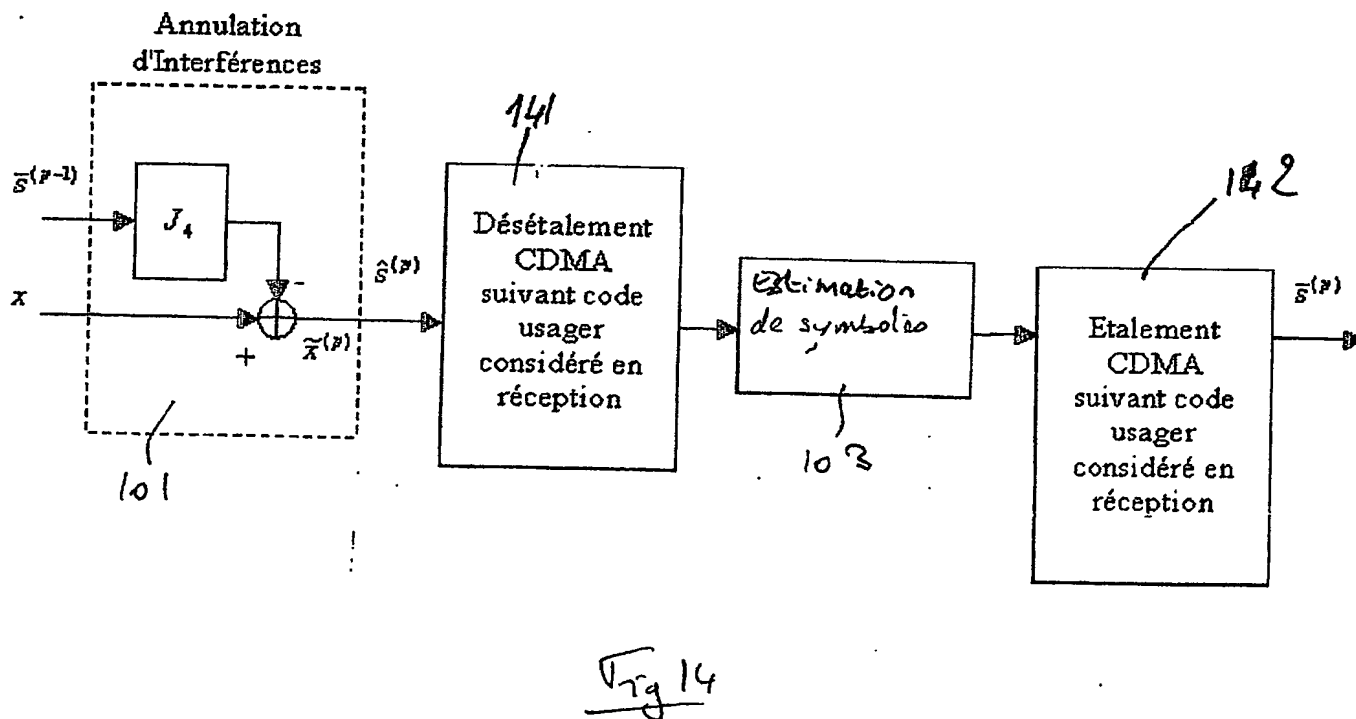 Annulation
d'Interférences
141
142
s̅⁽ᵖ⁻¹⁾
J₄
-
x
+
x̃⁽ᵖ⁾
ŝ⁽ᵖ⁾
Désétalement
CDMA
suivant code
usager
considéré en
réception
Estimation
de symboles
Etalement
CDMA
suivant code
usager
considéré en
réception
s̅⁽ᵖ⁾
101
103
Fig 14